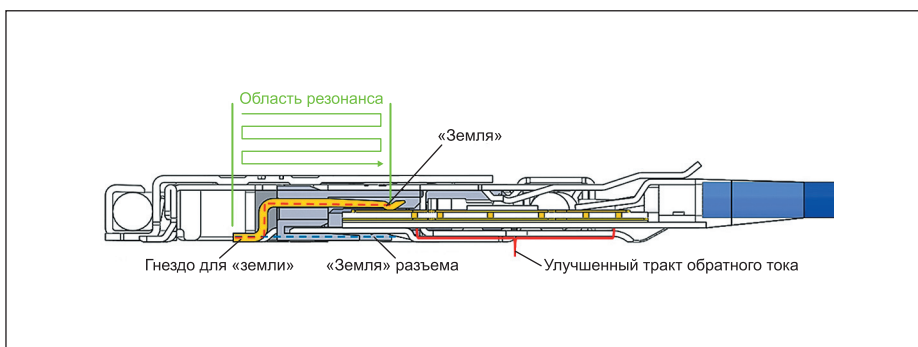 Область резонанса
«Земля»
Гнездо для «земли»
«Земля» разъема
Улучшенный тракт обратного тока